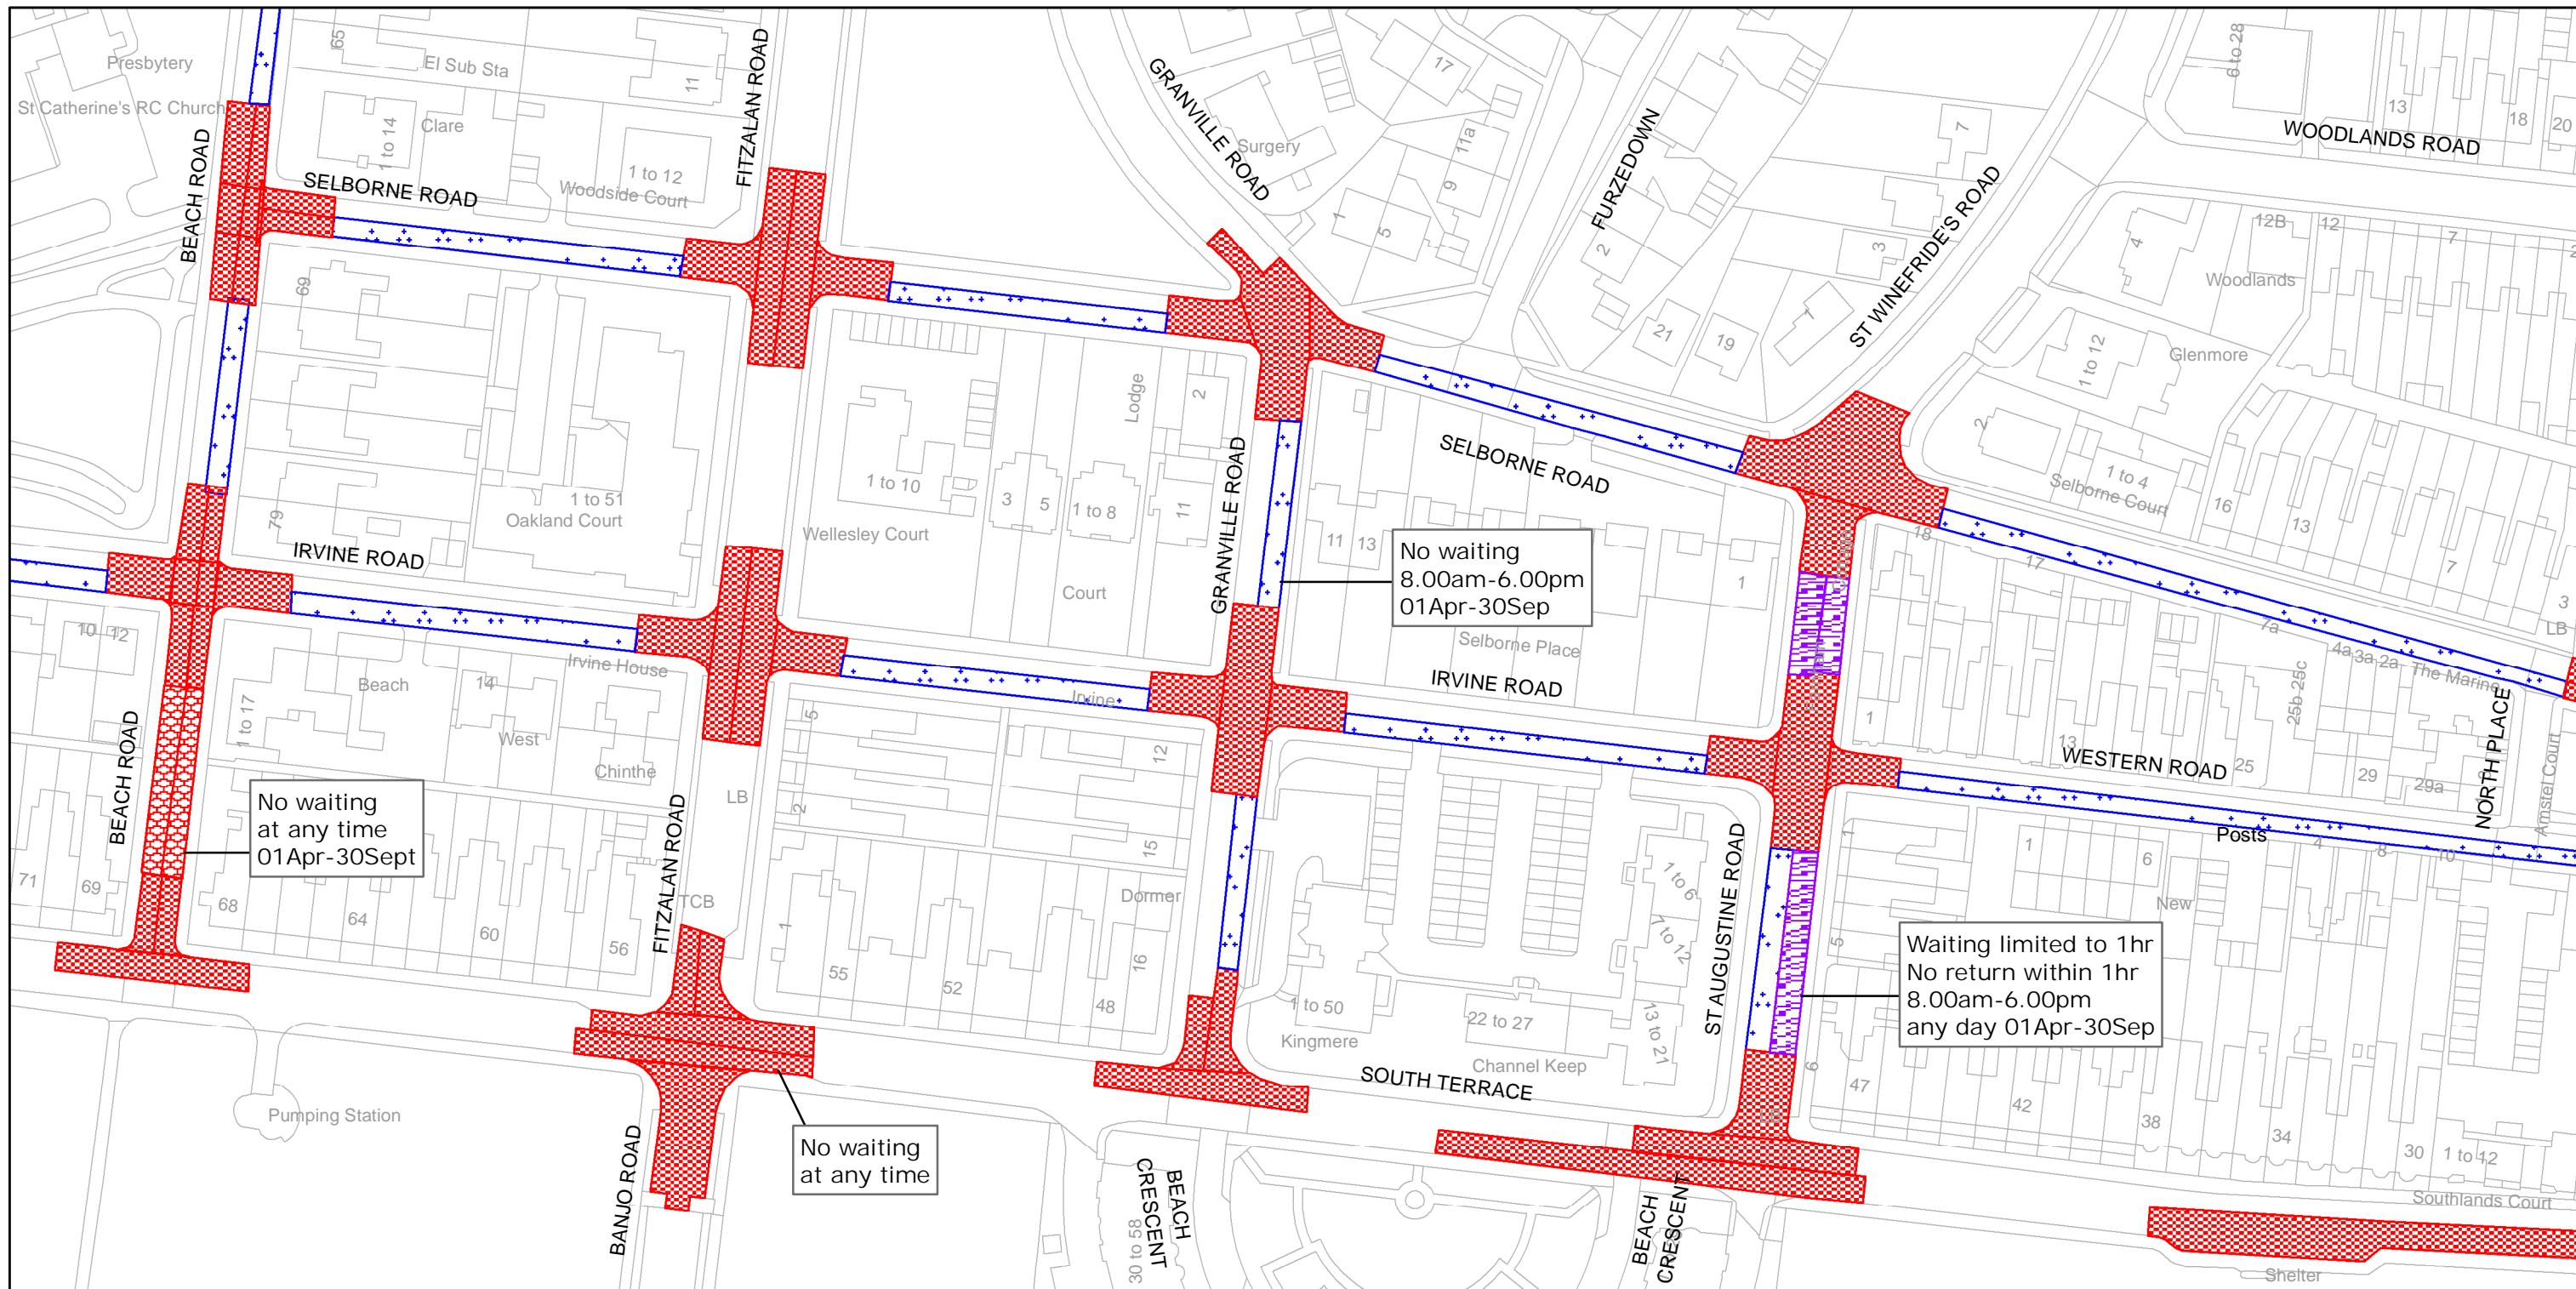 Presbytery
St Catherine's RC Church
BEACH ROAD
65
El Sub Sta
11
FITZALAN ROAD
1 to 14
Clare
1 to 12
Woodside Court
SELBORNE ROAD
GRANVILLE ROAD
Surgery
17
11a
9
1
5
FURZEDOWN
2
21
19
1
3
7
ST WINEFRIDE'S ROAD
6 to 28
13
18
20
WOODLANDS ROAD
12B
12
7
4
Woodlands
1 to 12
Glenmore
2
1 to 4
Selborne Court
16
13
7
3
LB
69
79
1 to 51
Oakland Court
IRVINE ROAD
1 to 10
Wellesley Court
3
5
1 to 8
Lodge
2
11
Court
GRANVILLE ROAD
11
13
SELBORNE ROAD
No waiting
8.00am-6.00pm
01Apr-30Sep
Selborne Place
1
IRVINE ROAD
18
17
7a
4a
3a
2a
The Marine
25b
25c
NORTH PLACE
Amstel Court
1
13
WESTERN ROAD
25
29
29a
Posts
10
12
1 to 17
Beach
14
West
Irvine House
Chinthe
Irvine
BEACH ROAD
No waiting
at any time
01Apr-30Sept
71
69
68
64
60
56
FITZALAN ROAD
LB
TCB
5
2
1
12
15
Dormer
55
52
48
16
1 to 50
Kingmere
22 to 27
Channel Keep
1 to 6
7 to 12
13 to 21
ST AUGUSTINE ROAD
SOUTH TERRACE
1
5
6
1
6
New
4
8
10
Waiting limited to 1hr
No return within 1hr
8.00am-6.00pm
any day 01Apr-30Sep
47
42
38
34
30
1 to 12
Southlands Court
Shelter
Pumping Station
BANJO ROAD
No waiting
at any time
30 to 58
BEACH
CRESCENT
BEACH
CRESCENT